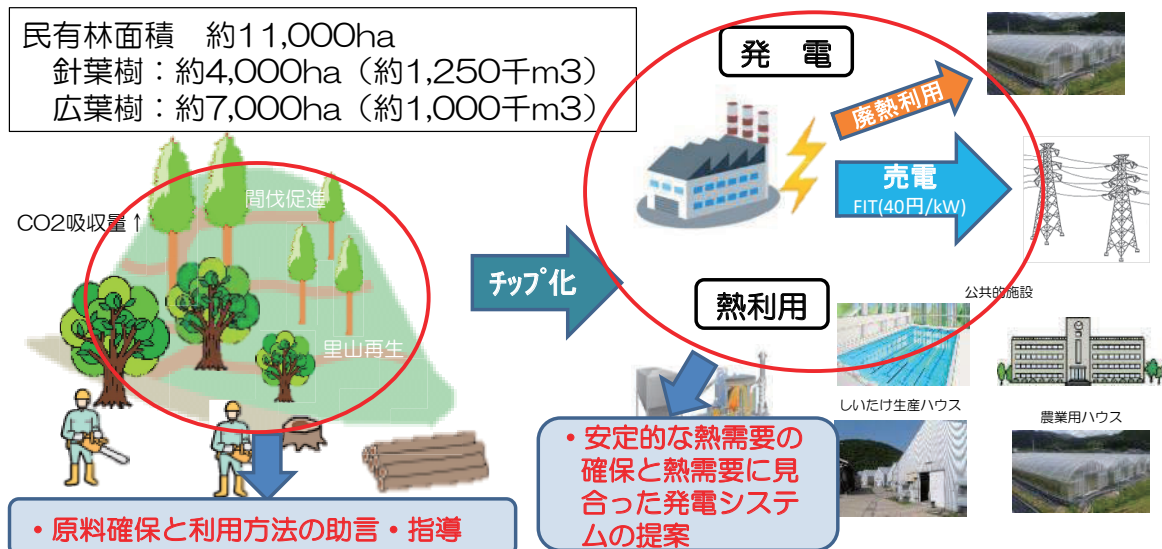 民有林面積　約11,000ha
針葉樹：約4,000ha（約1,250千m3）
広葉樹：約7,000ha（約1,000千m3）
発　電
廃熱利用
売電
FIT(40円/kW)
間伐促進
CO2吸収量↑
チップ化
熱利用
公共的施設
里山再生
しいたけ生産ハウス
農業用ハウス
・安定的な熱需要の
確保と熱需要に見
合った発電システ
ムの提案
・原料確保と利用方法の助言・指導